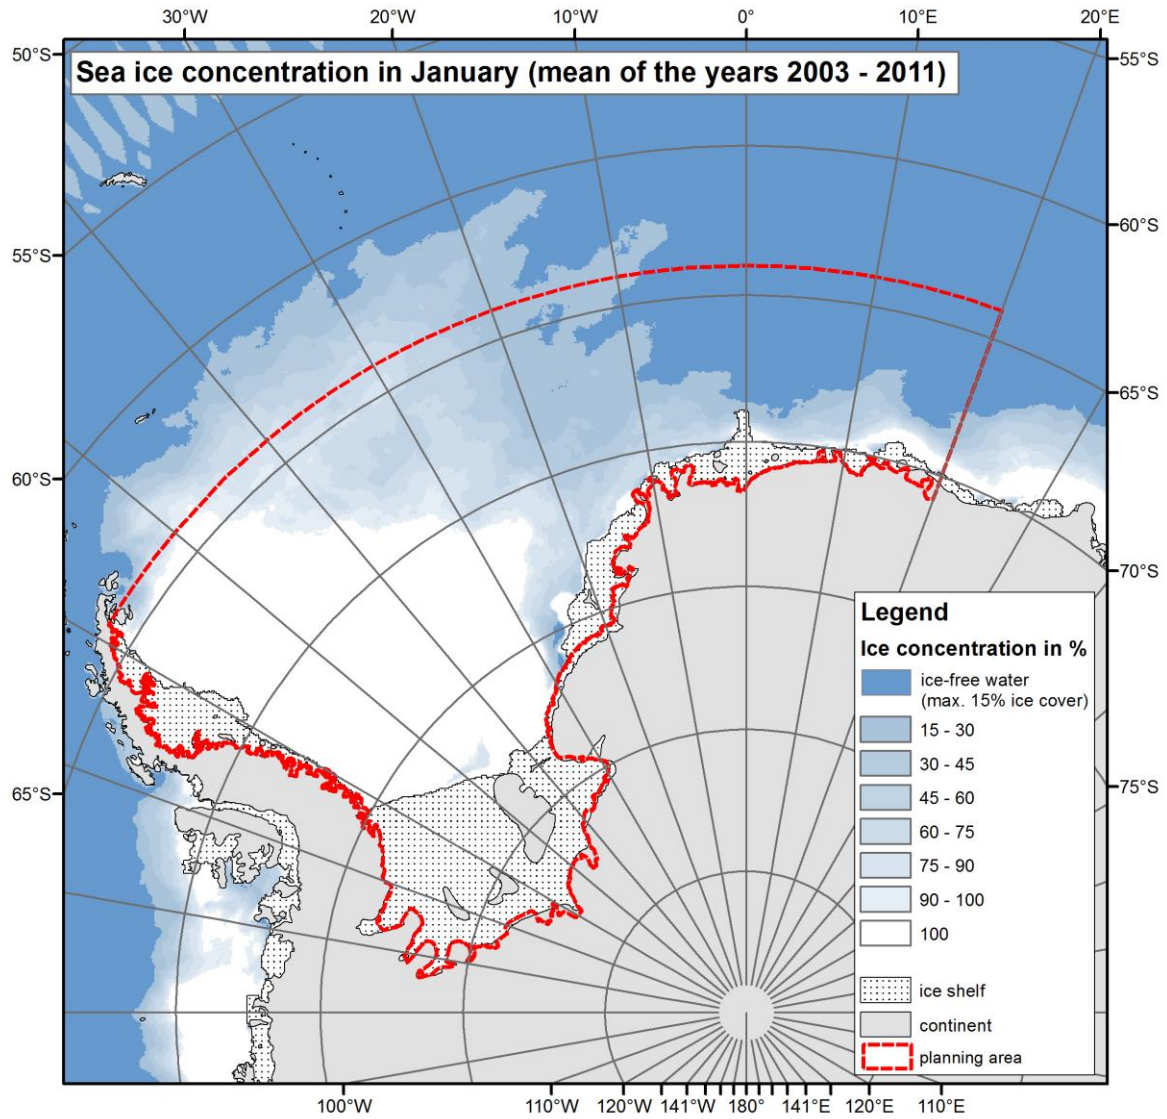 30°W 20°W 10°W 0° 10°E 20°E
50°S
55°S
Sea ice concentration in January (mean of the years 2003 - 2011)
55°S
60°S
60°S
65°S
65°S
70°S
75°S
Legend
Ice concentration in %
ice-free water
(max. 15% ice cover)
15 - 30
30 - 45
45 - 60
60 - 75
75 - 90
90 - 100
100
ice shelf
continent
planning area
100°W 110°W 120°W 141°W 180° 141°E 120°E 110°E